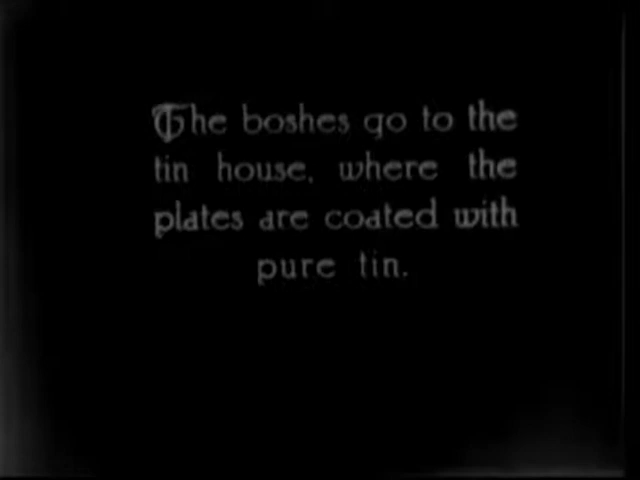 The boshes go to the
tin house, where the
plates are coated with
pure tin.